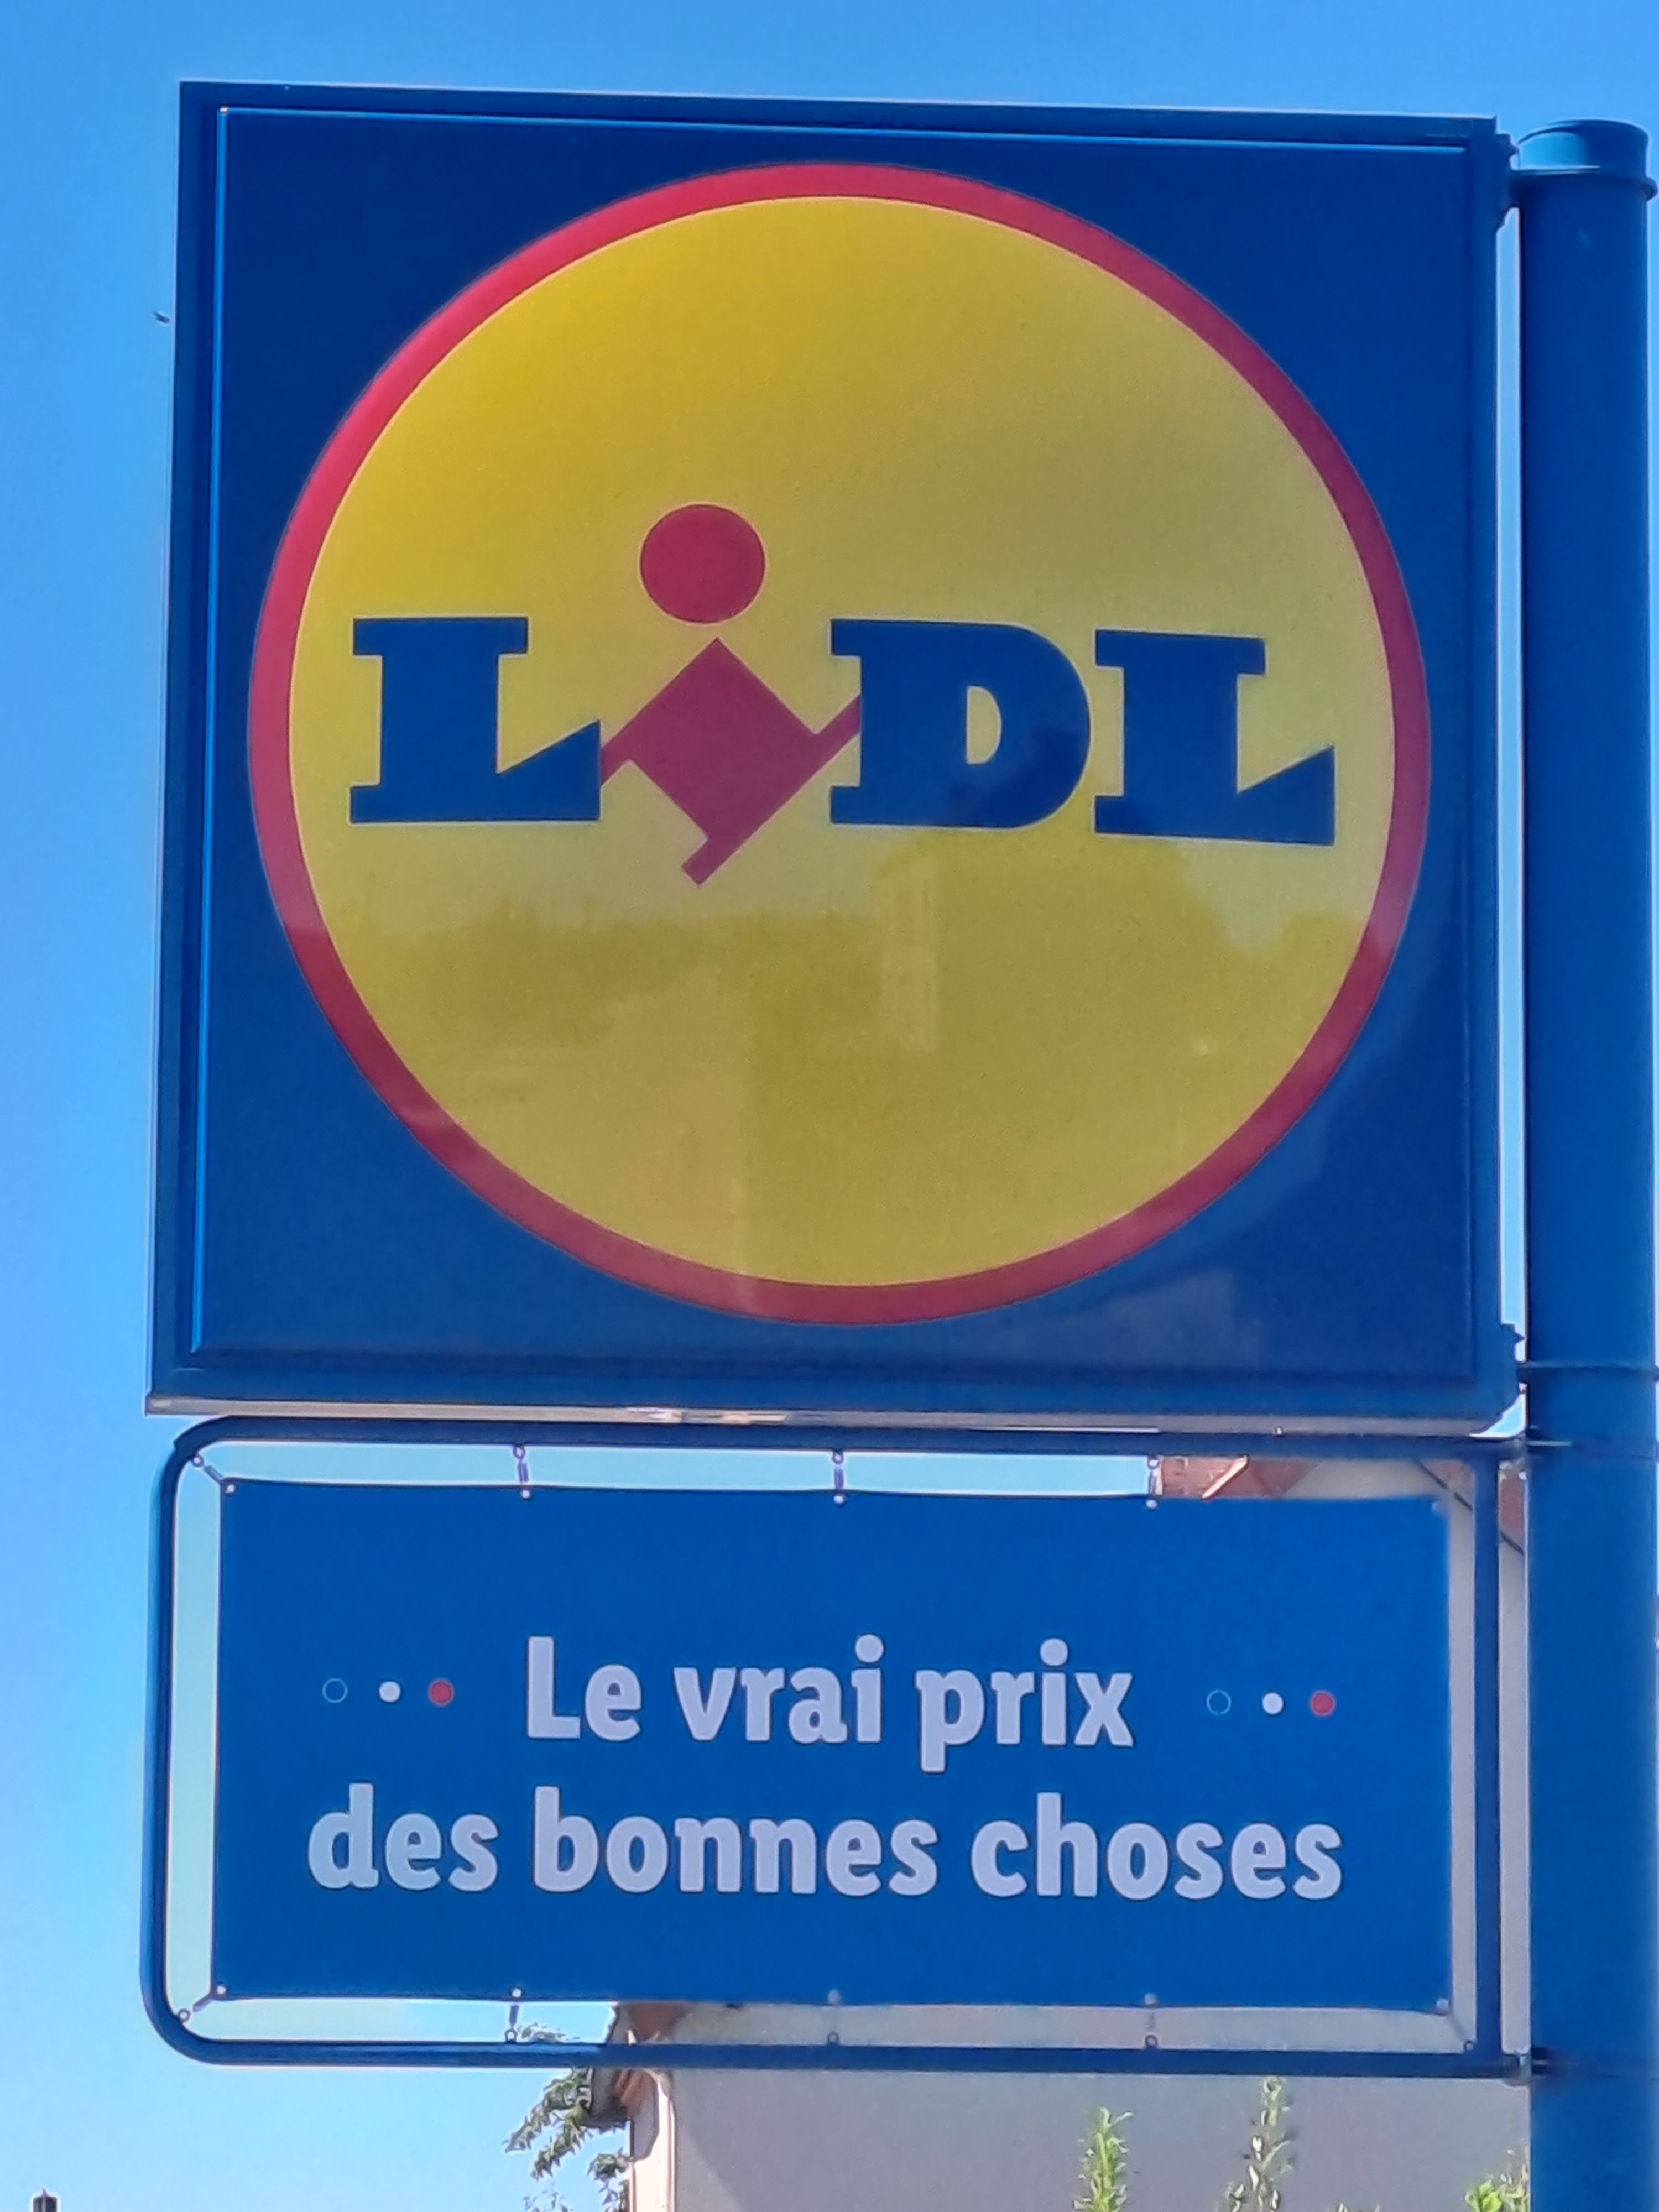 LiDL
Le vrai prix
des bonnes choses